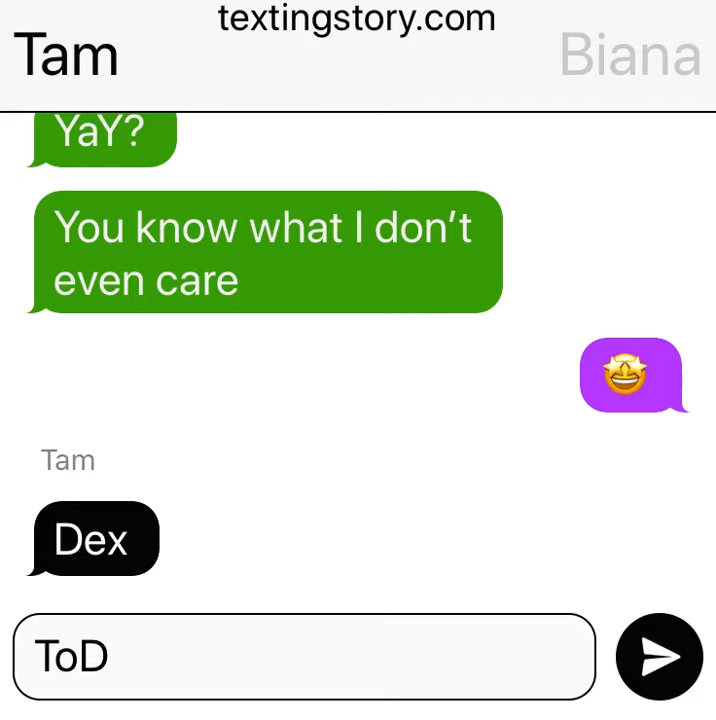 textingstory.com
Tam
Biana
YaY?
You know what I don't
even care
Tam
Dex
ToD